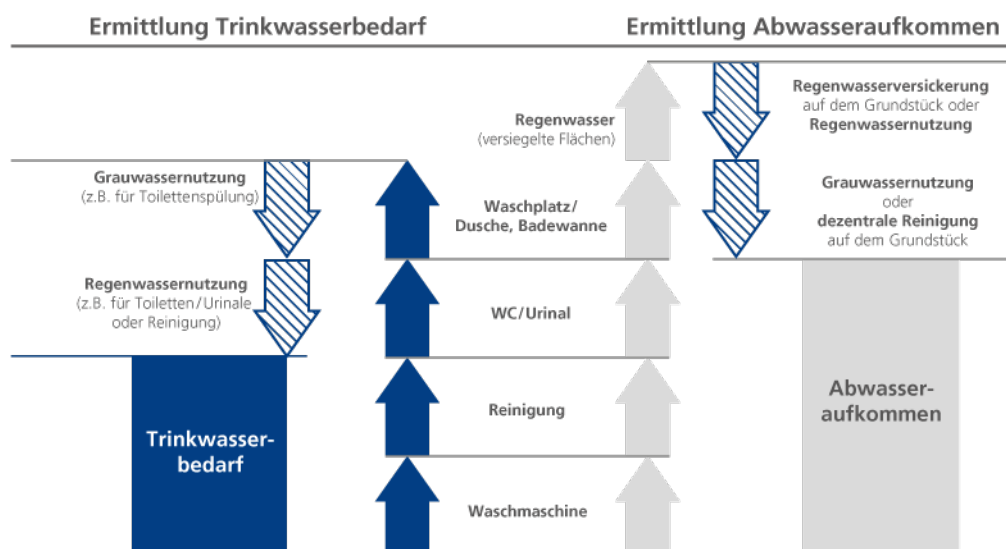 Ermittlung Trinkwasserbedarf
Ermittlung Abwasseraufkommen
Grauwassernutzung
(z.B. für Toilettenspülung)
Regenwassernutzung
(z.B. für Toiletten/Urinale
oder Reinigung)
Trinkwasser-
bedarf
Regenwasser
(versiegelte Flächen)
Waschplatz/
Dusche, Badewanne
WC/Urinal
Reinigung
Waschmaschine
Regenwasserversickerung
auf dem Grundstück oder
Regenwassernutzung
Grauwassernutzung
oder
dezentrale Reinigung
auf dem Grundstück
Abwasser-
aufkommen